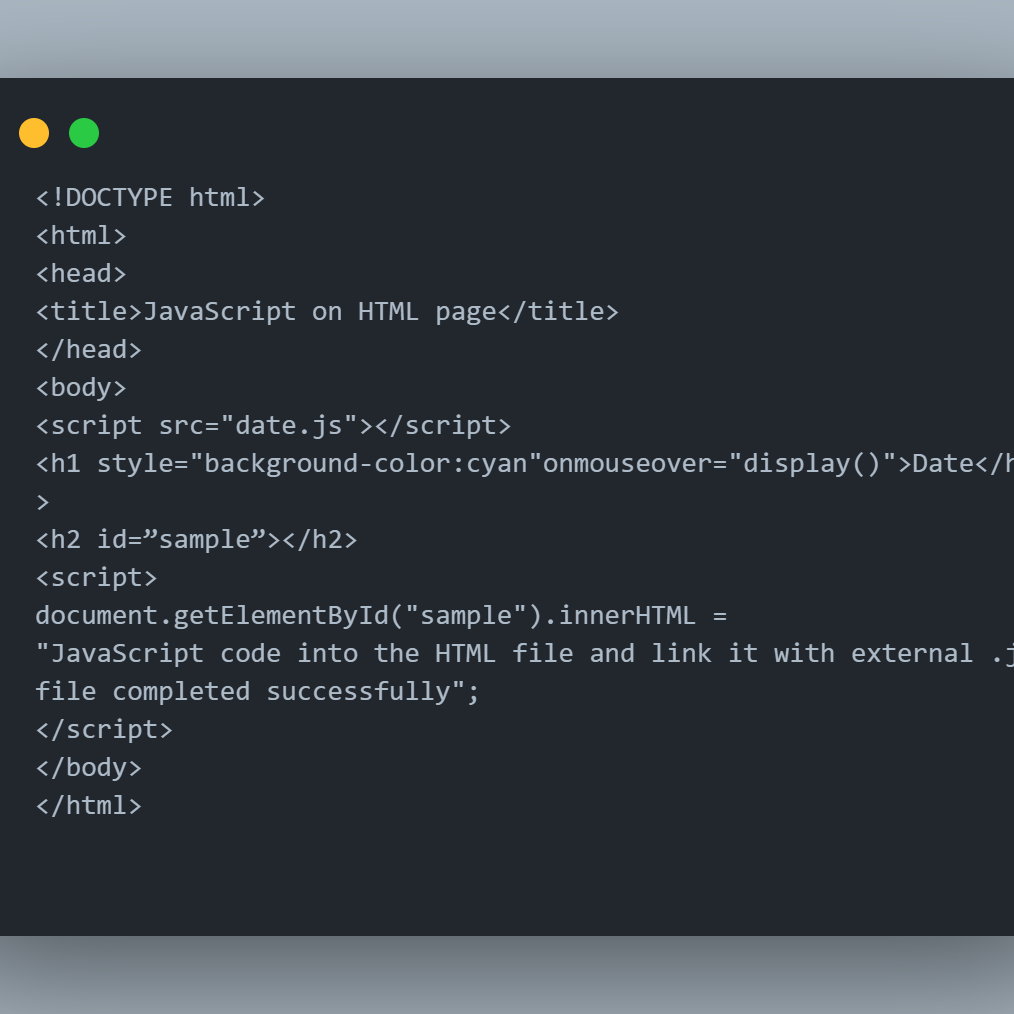 <!DOCTYPE html>
<html>
<head>
<title>JavaScript on HTML page</title>
</head>
<body>
<script src="date.js"></script>
<h1 style="background-color:cyan"onmouseover="display()">Date</h
>
<h2 id=”sample”></h2>
<script>
document.getElementById("sample").innerHTML =
"JavaScript code into the HTML file and link it with external .j
file completed successfully";
</script>
</body>
</html>